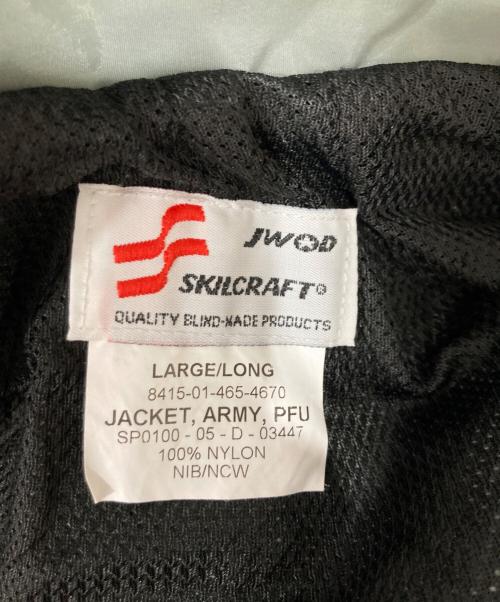 JWOD
SKILCRAFT®
QUALITY BLIND-MADE PRODUCTS
LARGE/LONG
8415-01-465-4670
JACKET, ARMY, PFU
SP0100 - 05 - D - 03447
100% NYLON
NIB/NCW